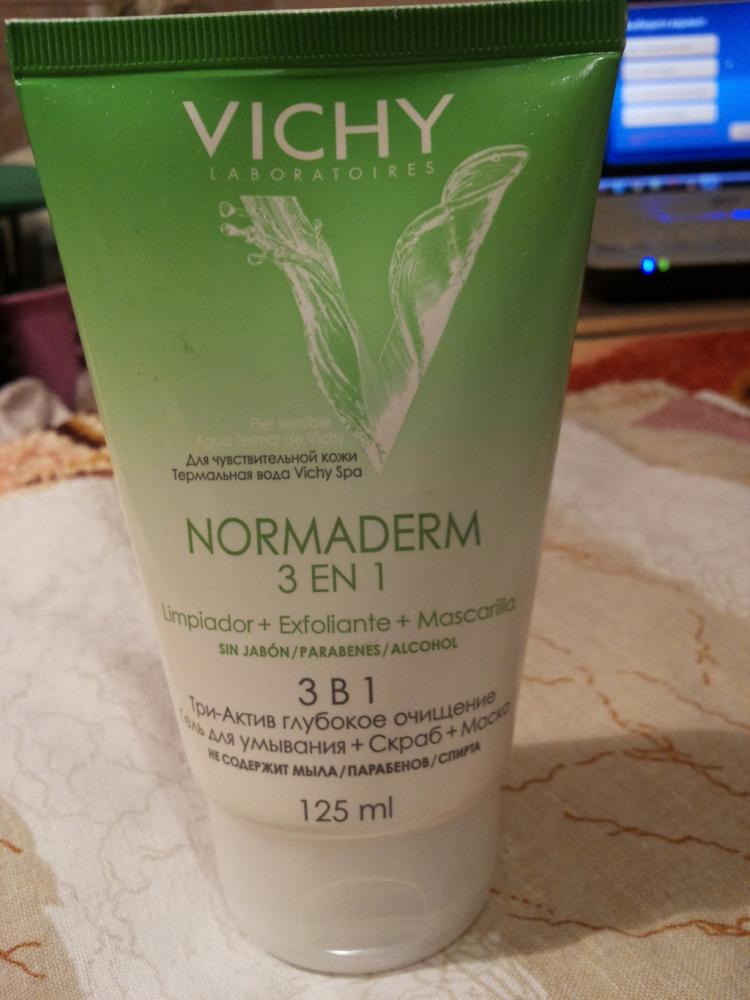 VICHY
LABORATOIRES
Piel sensible
Agua Termal de Vichy
Для чувствительной кожи
Термальная вода Vichy Spa
NORMADERM
3 EN 1
Limpiador + Exfoliante + Mascarilla
SIN JABÓN/PARABENES/ALCOHOL
3 В 1
Три-Актив глубокое очищение
Гель для умывания + Скраб + Маска
НЕ СОДЕРЖИТ МЫЛА/ПАРАБЕНОВ/СПИРТА
125 ml